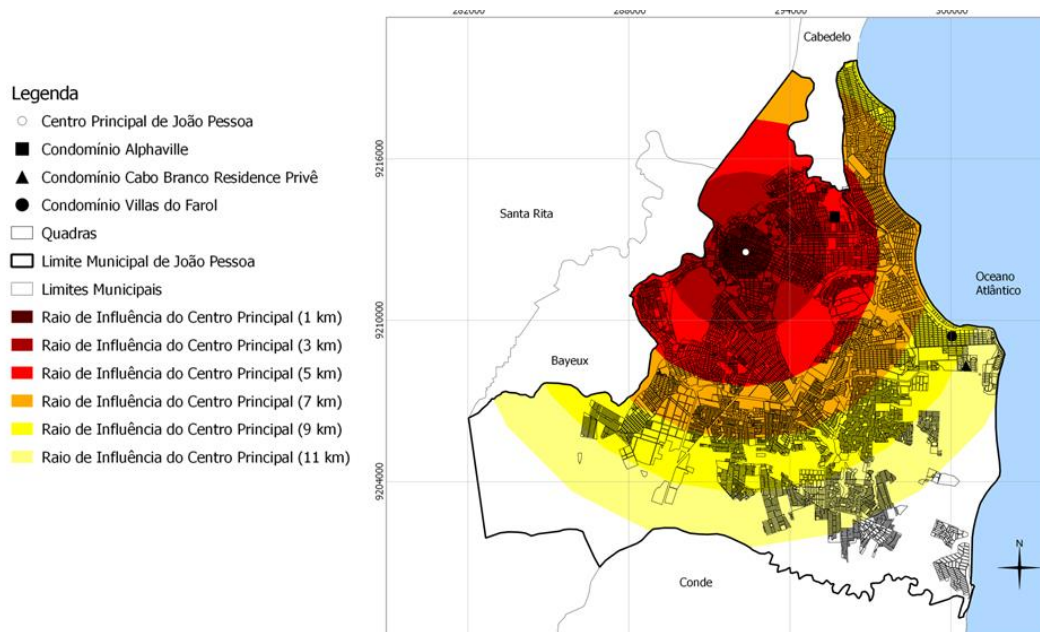 282000 288000 294000 300000
Cabedelo
Legenda
Centro Principal de João Pessoa
Condomínio Alphaville
Condomínio Cabo Branco Residence Privê
Condomínio Villas do Farol
Quadras
Limite Municipal de João Pessoa
Limites Municipais
Raio de Influência do Centro Principal (1 km)
Raio de Influência do Centro Principal (3 km)
Raio de Influência do Centro Principal (5 km)
Raio de Influência do Centro Principal (7 km)
Raio de Influência do Centro Principal (9 km)
Raio de Influência do Centro Principal (11 km)
9216000
Santa Rita
Oceano
Atlântico
9210000
Bayeux
9204000
Conde
N